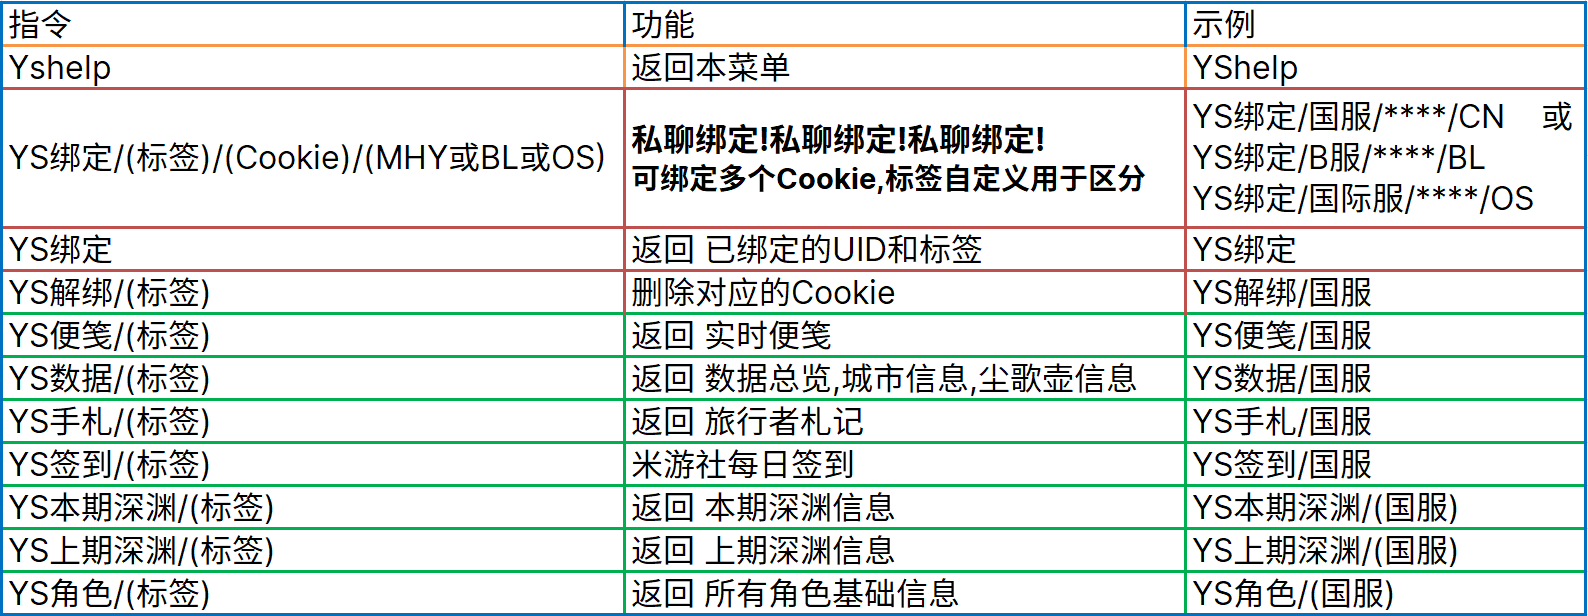 指令 功能 示例
Yshelp 返回本菜单 YShelp
YS绑定/(标签)/(Cookie)/(MHY或BL或OS) 私聊绑定!私聊绑定!私聊绑定!
可绑定多个Cookie,标签自定义用于区分
YS绑定/国服/****/CN 或
YS绑定/B服/****/BL
YS绑定/国际服/****/OS
YS绑定 返回 已绑定的UID和标签 YS绑定
YS解绑/(标签) 删除对应的Cookie YS解绑/国服
YS便笺/(标签) 返回 实时便笺 YS便笺/国服
YS数据/(标签) 返回 数据总览,城市信息,尘歌壶信息 YS数据/国服
YS手札/(标签) 返回 旅行者札记 YS手札/国服
YS签到/(标签) 米游社每日签到 YS签到/国服
YS本期深渊/(标签) 返回 本期深渊信息 YS本期深渊/(国服)
YS上期深渊/(标签) 返回 上期深渊信息 YS上期深渊/(国服)
YS角色/(标签) 返回 所有角色基础信息 YS角色/(国服)